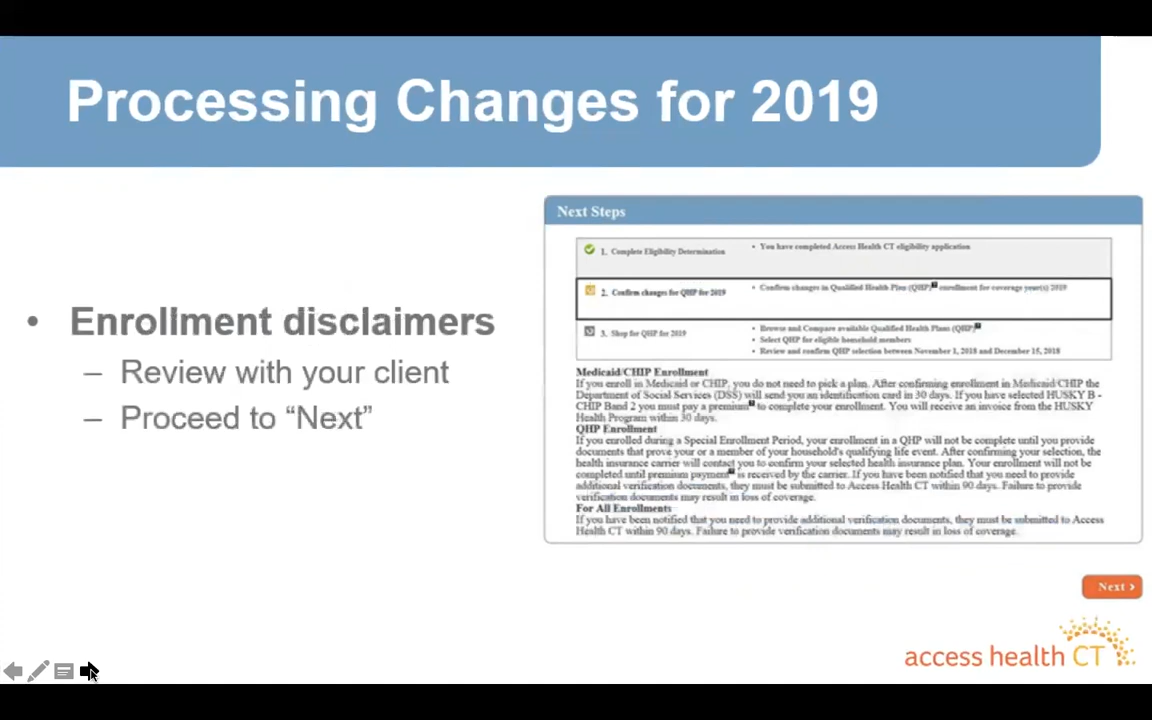 Processing Changes for 2019
• Enrollment disclaimers
– Review with your client
– Proceed to “Next”
Next Steps
1. Complete Eligibility Determination
• You have completed Access Health CT eligibility application
2. Confirm changes for QHP for 2019
• Confirm changes in Qualified Health Plan (QHP) enrollment for coverage year(s) 2019
3. Shop for QHP for 2019
• Browse and Compare available Qualified Health Plans (QHP)
• Select QHP for eligible household members
• Review and confirm QHP selection between November 1, 2018 and December 15, 2018
Medicaid/CHIP Enrollment
If you enroll in Medicaid or CHIP, you do not need to pick a plan. After confirming enrollment in Medicaid/CHIP the
Department of Social Services (DSS) will send you an identification card in 30 days. If you have selected HUSKY B -
CHIP Band 2 you must pay a premium to complete your enrollment. You will receive an invoice from the HUSKY
Health Program within 30 days.
QHP Enrollment
If you enrolled during a Special Enrollment Period, your enrollment in a QHP will not be complete until you provide
documents that prove your or a member of your household's qualifying life event. After confirming your selection, the
health insurance carrier will contact you to confirm your selected health insurance plan. Your enrollment will not be
completed until premium payment is received by the carrier. If you have been notified that you need to provide
additional verification documents, they must be submitted to Access Health CT within 90 days. Failure to provide
verification documents may result in loss of coverage.
For All Enrollments
If you have been notified that you need to provide additional verification documents, they must be submitted to Access
Health CT within 90 days. Failure to provide verification documents may result in loss of coverage.
Next ›
access health CT